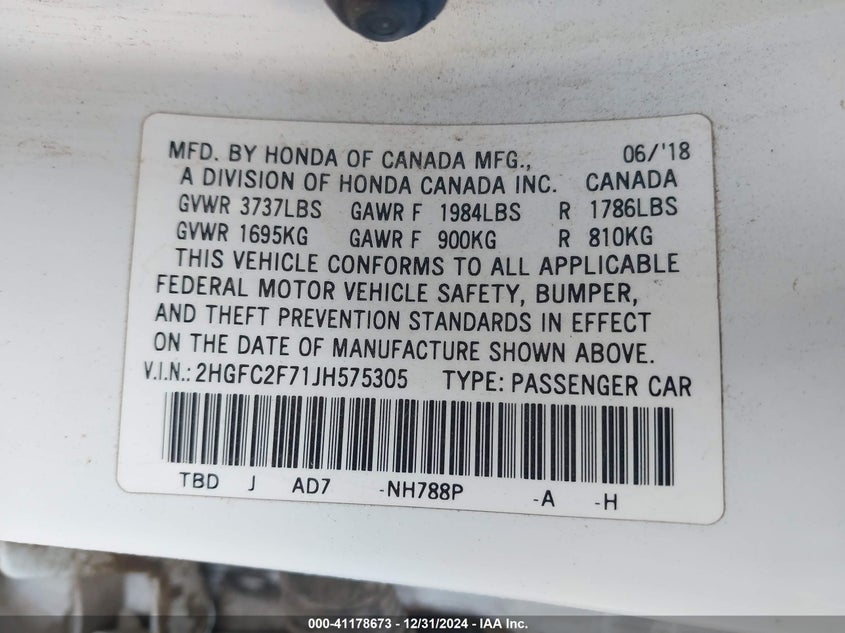 MFD. BY HONDA OF CANADA MFG., 06/'18
A DIVISION OF HONDA CANADA INC. CANADA
GVWR 3737LBS GAWR F 1984LBS R 1786LBS
GVWR 1695KG GAWR F 900KG R 810KG
THIS VEHICLE CONFORMS TO ALL APPLICABLE
FEDERAL MOTOR VEHICLE SAFETY, BUMPER,
AND THEFT PREVENTION STANDARDS IN EFFECT
ON THE DATE OF MANUFACTURE SHOWN ABOVE.
V.I.N.: 2HGFC2F71JH575305 TYPE: PASSENGER CAR
TBD J AD7 -NH788P -A -H
000-41178673 - 12/31/2024 - IAA Inc.